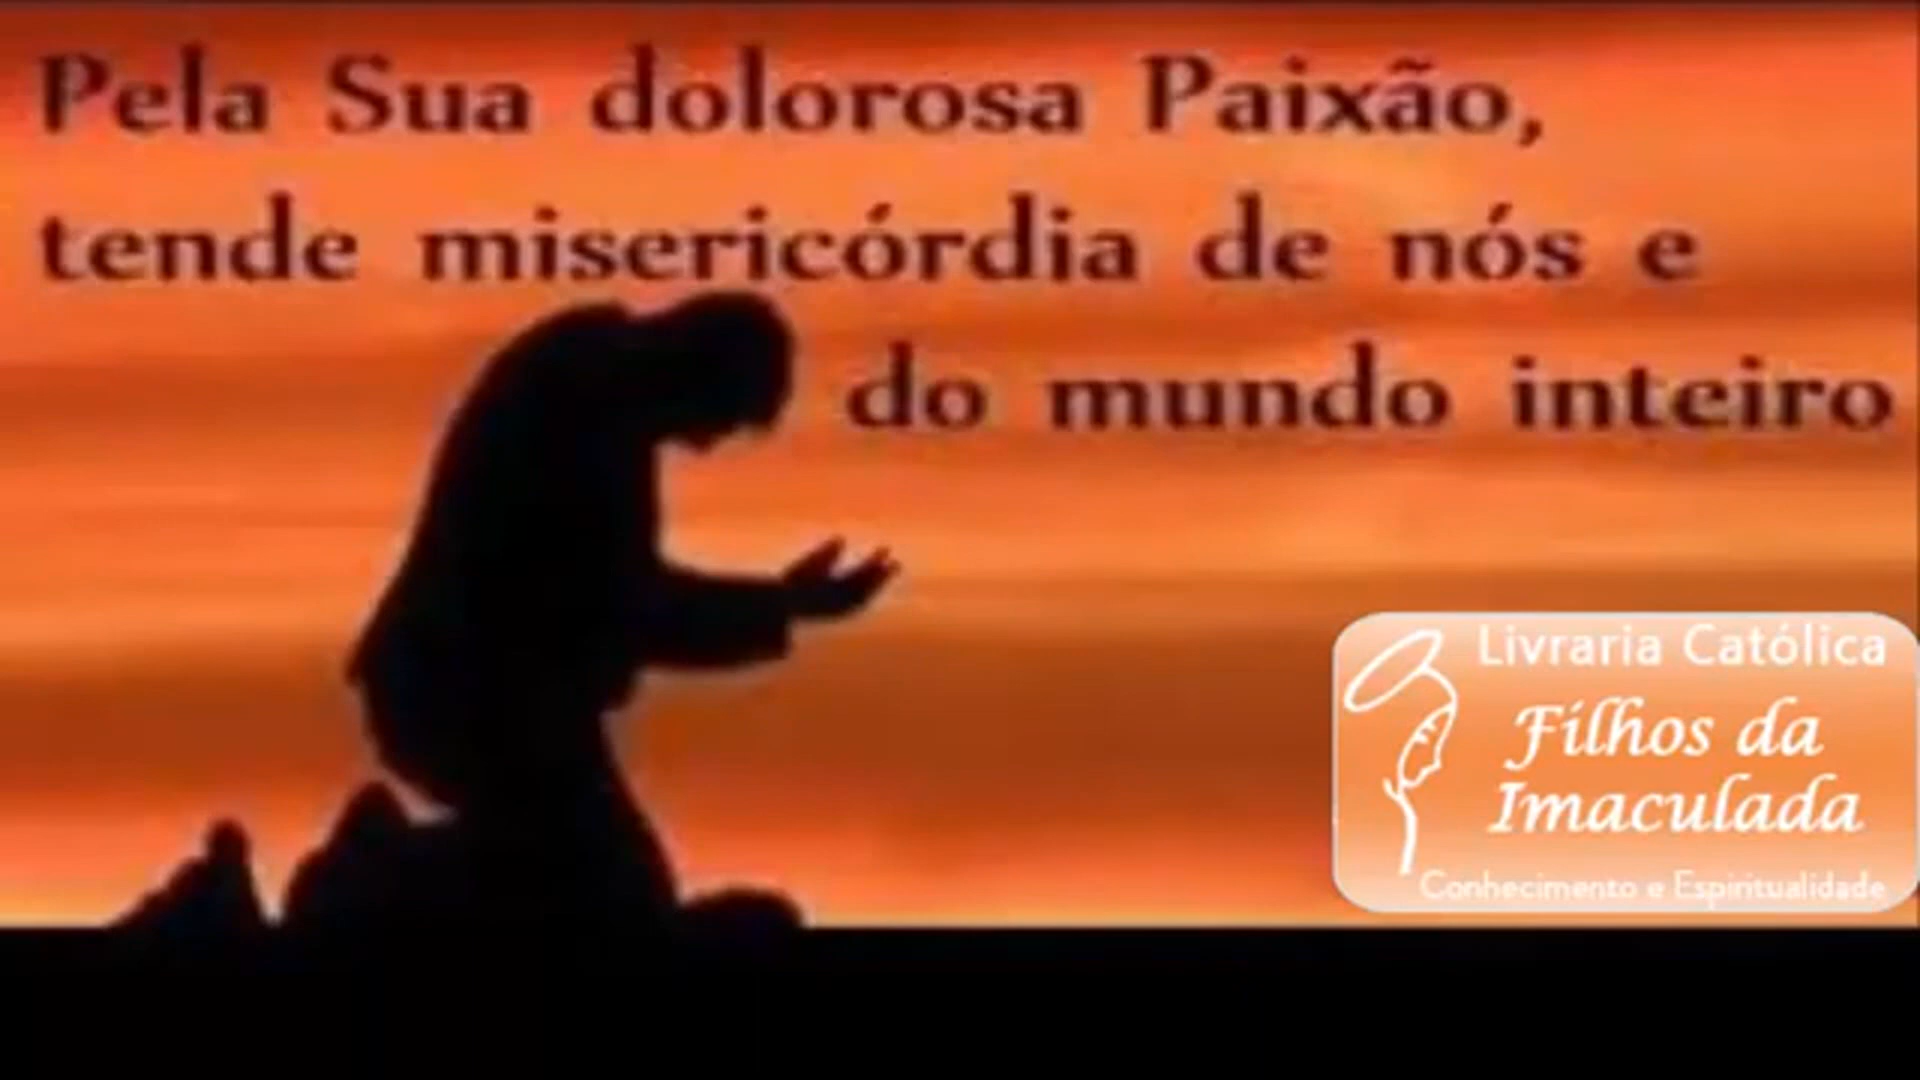 Pela Sua dolorosa Paixão,
tende misericórdia de nós e
do mundo inteiro
Livraria Católica
Filhos da
Imaculada
Conhecimento e Espiritualidade